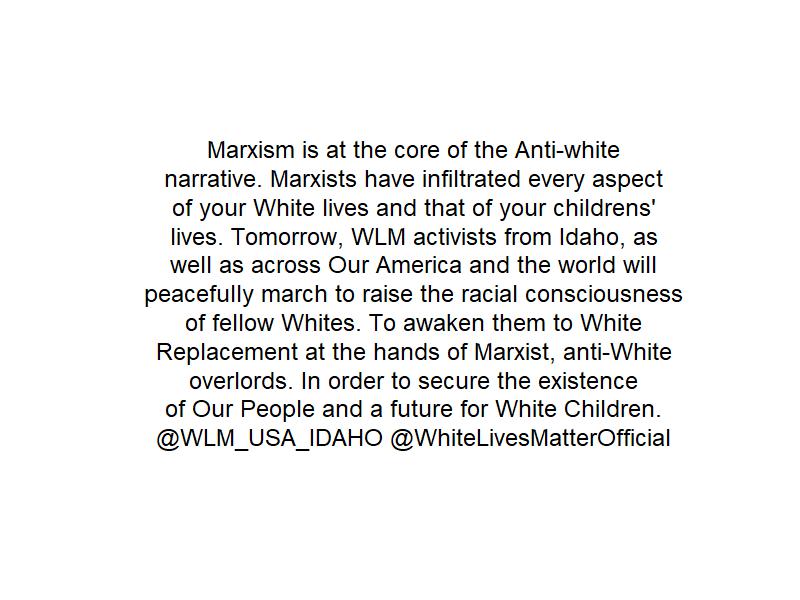 Marxism is at the core of the Anti-white
narrative. Marxists have infiltrated every aspect
of your White lives and that of your childrens'
lives. Tomorrow, WLM activists from Idaho, as
well as across Our America and the world will
peacefully march to raise the racial consciousness
of fellow Whites. To awaken them to White
Replacement at the hands of Marxist, anti-White
overlords. In order to secure the existence
of Our People and a future for White Children.
@WLM_USA_IDAHO @WhiteLivesMatterOfficial